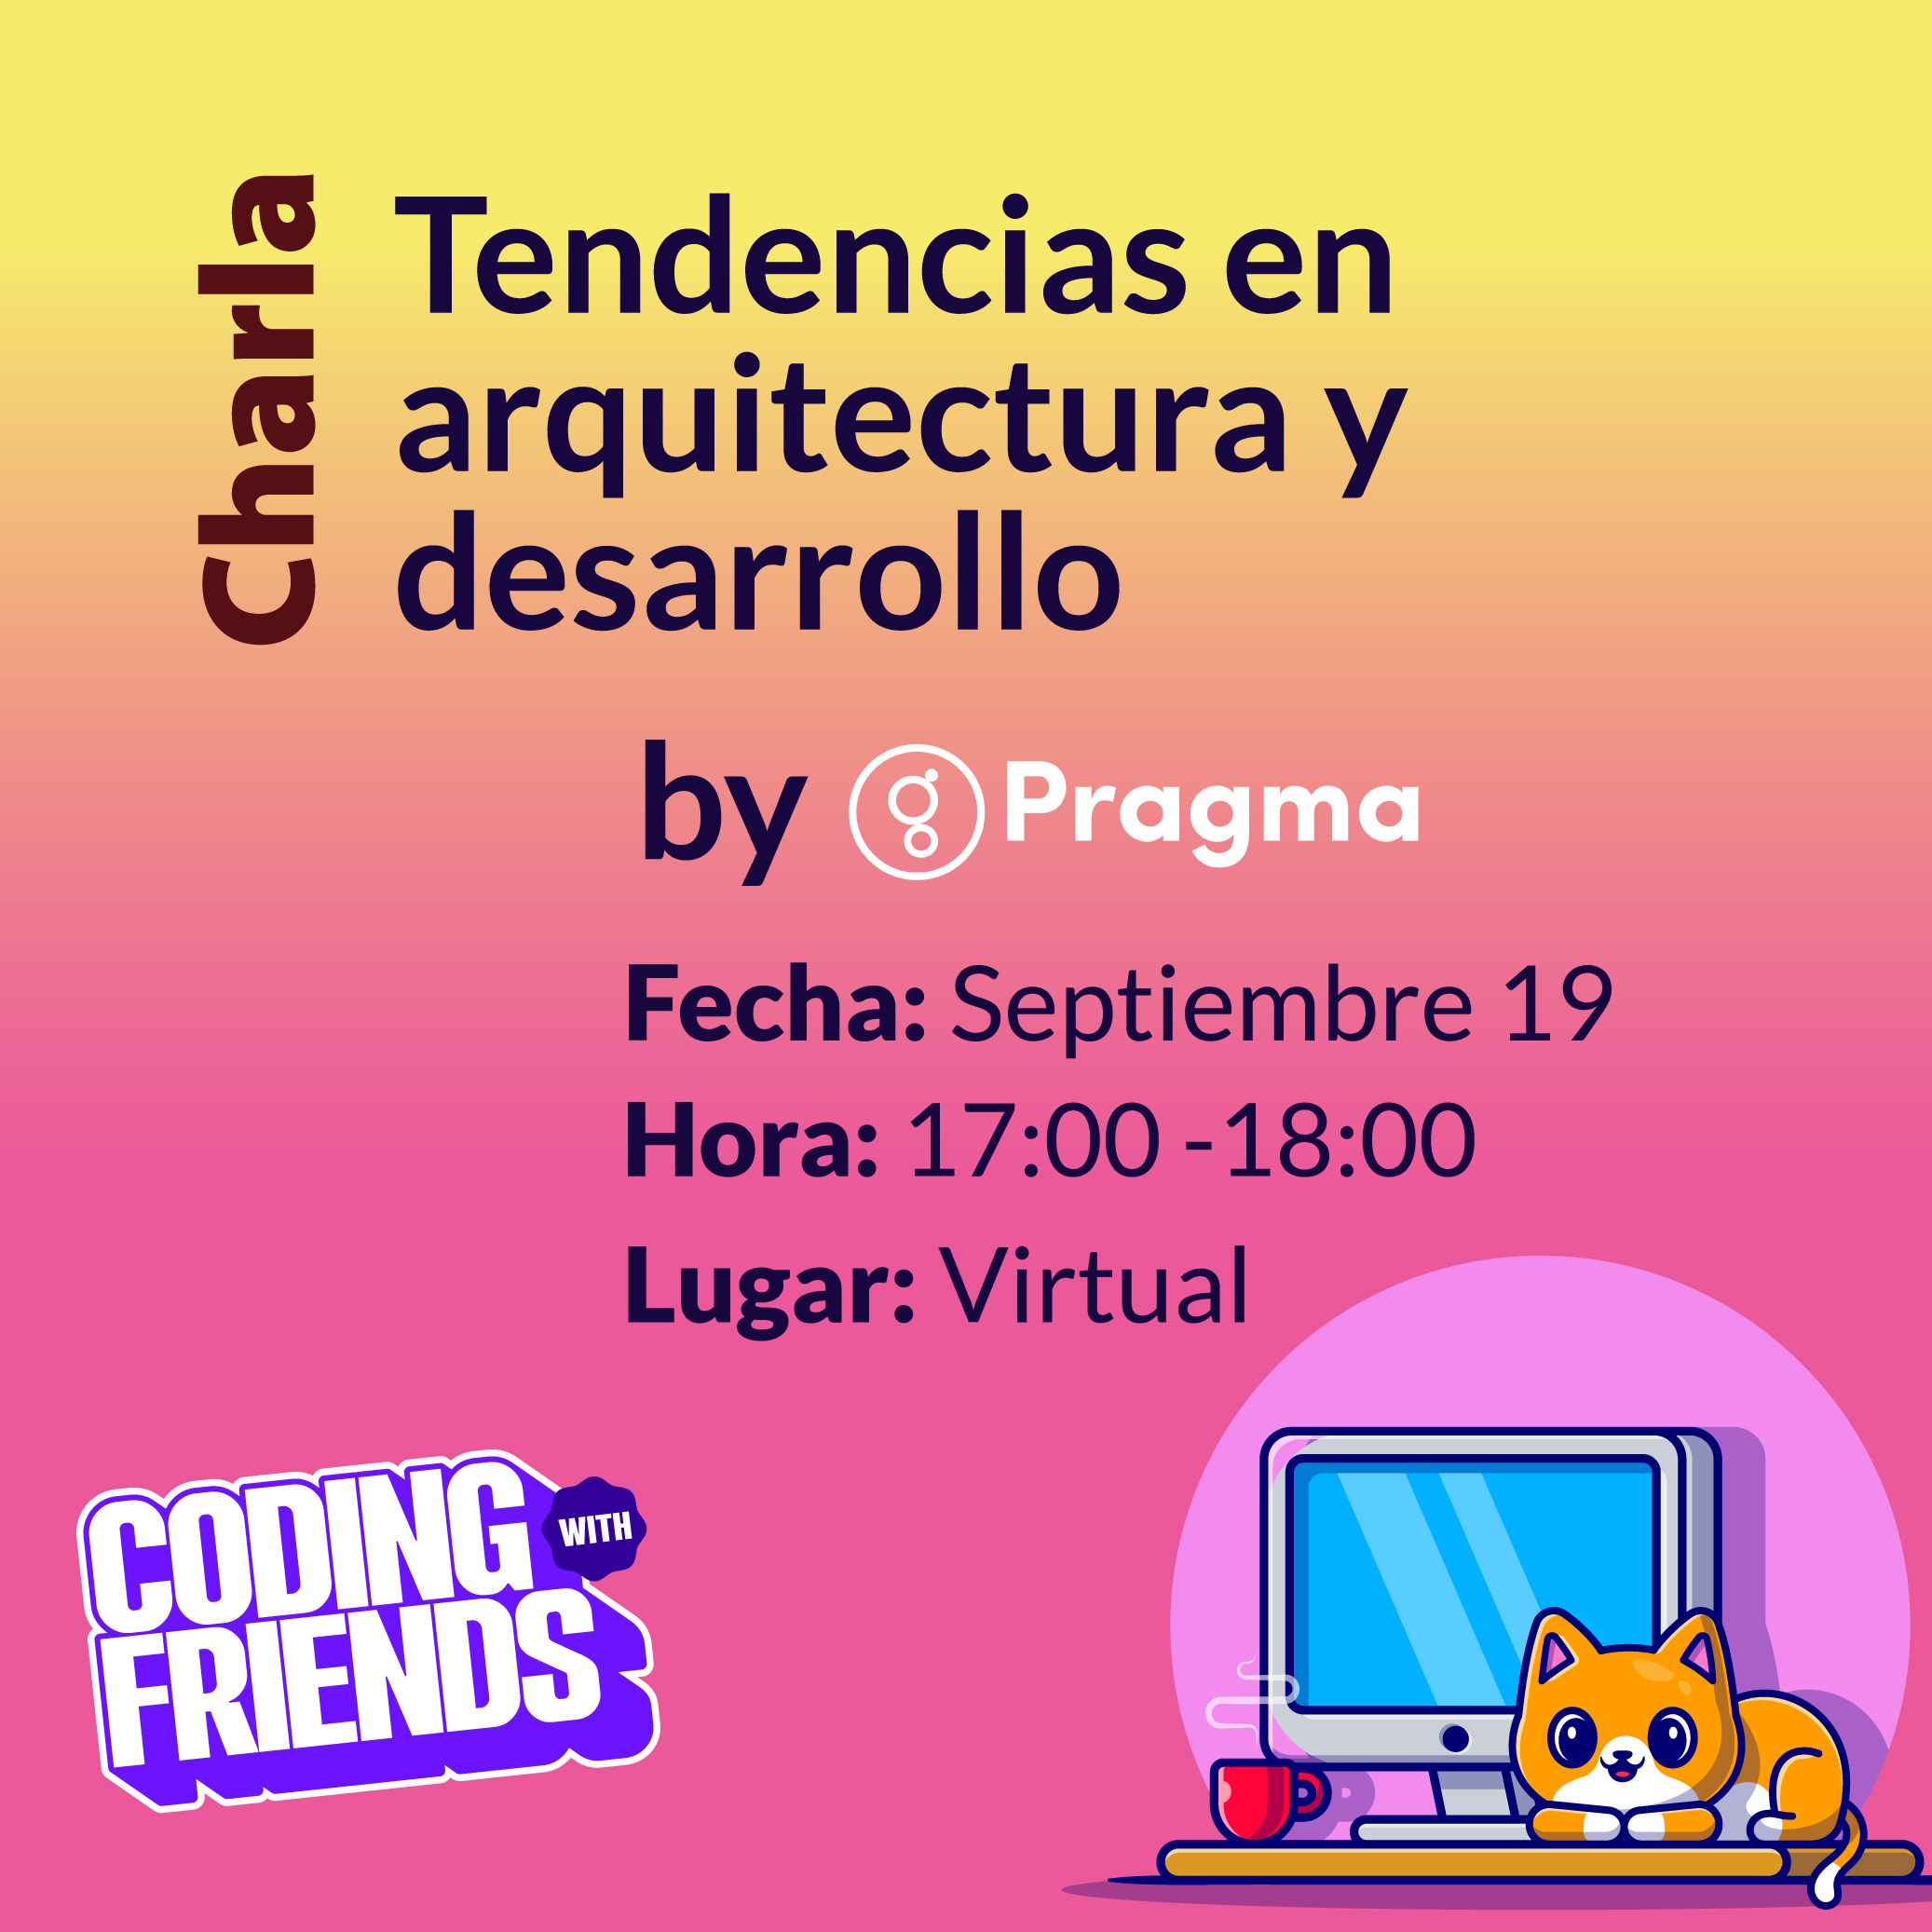 Charla
Tendencias en
arquitectura y
desarrollo
by Pragma
Fecha: Septiembre 19
Hora: 17:00 -18:00
Lugar: Virtual
CODING WITH
FRIENDS